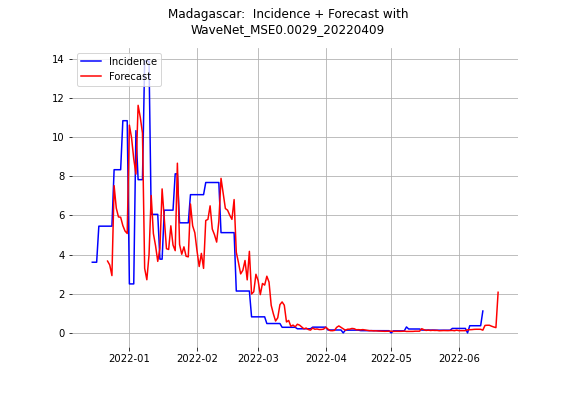 Madagascar:  Incidence + Forecast with
WaveNet_MSE0.0029_20220409
Incidence
Forecast
14
12
10
8
6
4
2
0
2022-01 2022-02 2022-03 2022-04 2022-05 2022-06